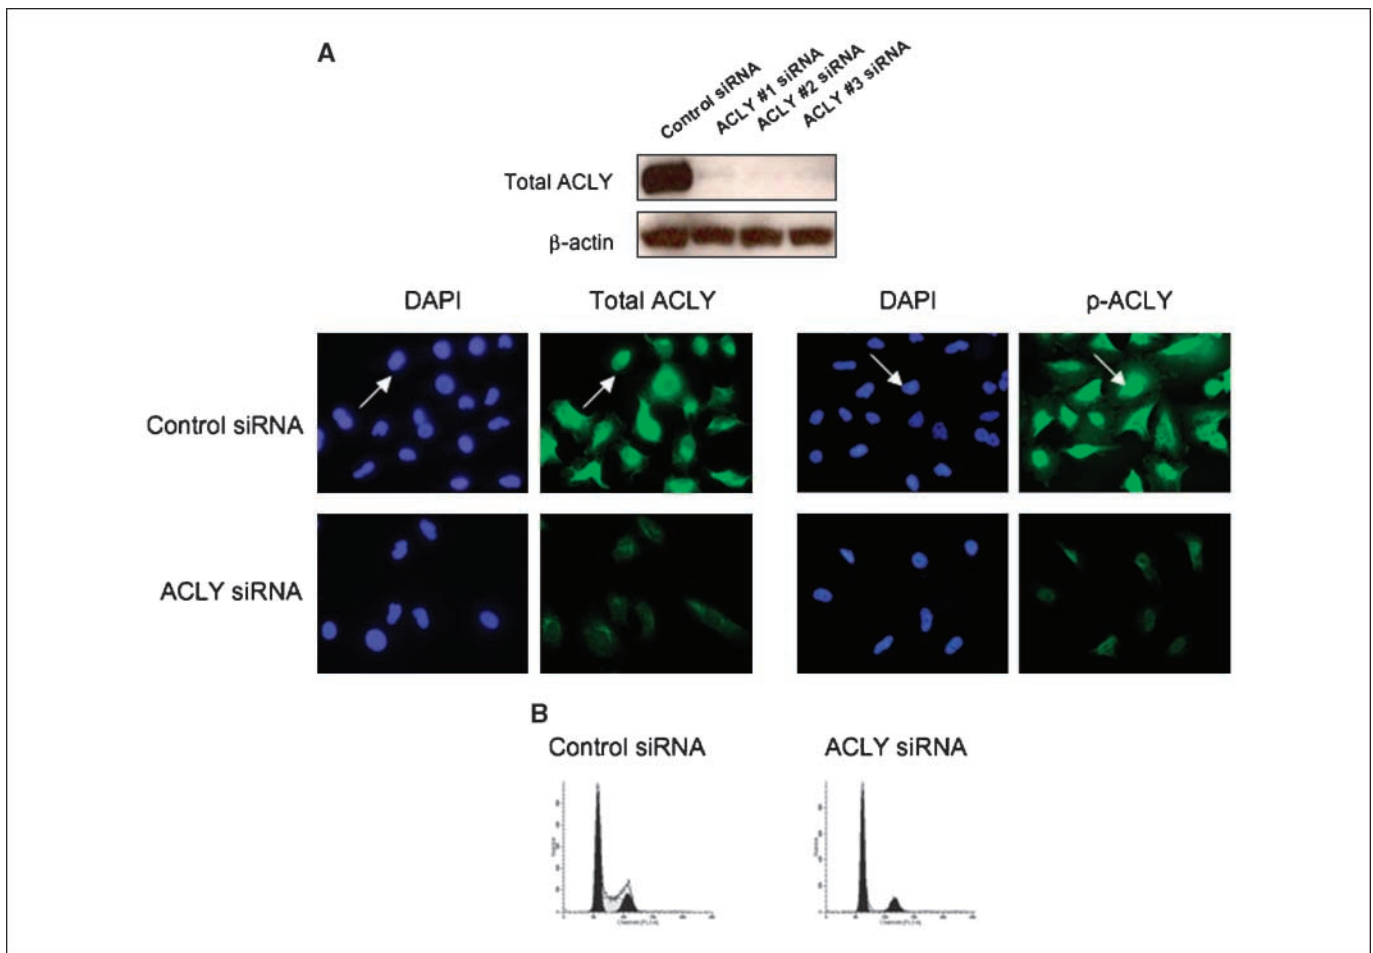 A
Control siRNA
ACLY #1 siRNA
ACLY #2 siRNA
ACLY #3 siRNA
Total ACLY
β-actin
DAPI Total ACLY DAPI p-ACLY
Control siRNA
ACLY siRNA
B
Control siRNA ACLY siRNA